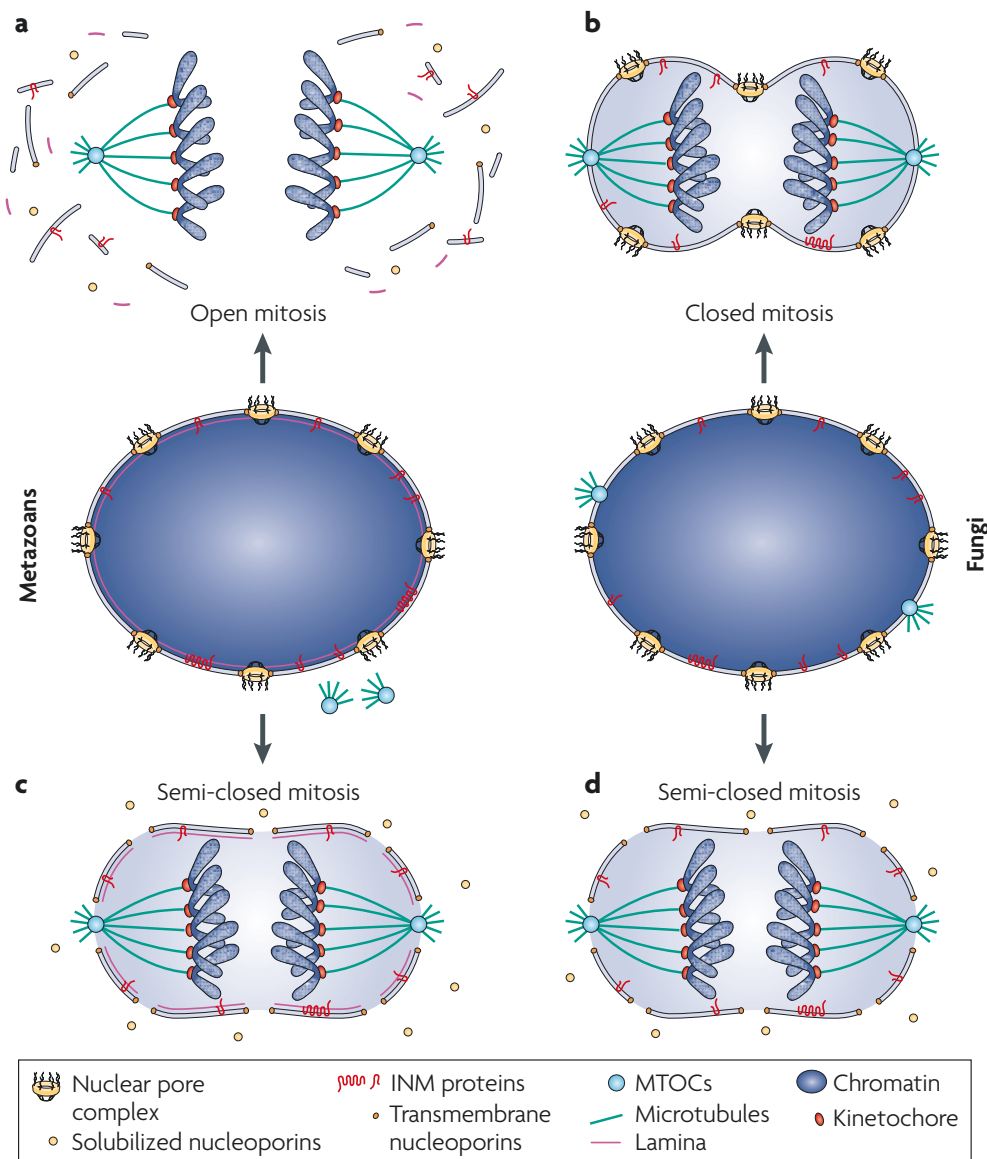 a
b
Open mitosis
Closed mitosis
Metazoans
Fungi
c
Semi-closed mitosis
d
Semi-closed mitosis
Nuclear pore
complex
Solubilized nucleoporins
INM proteins
Transmembrane
nucleoporins
MTOCs
Microtubules
Lamina
Chromatin
Kinetochore